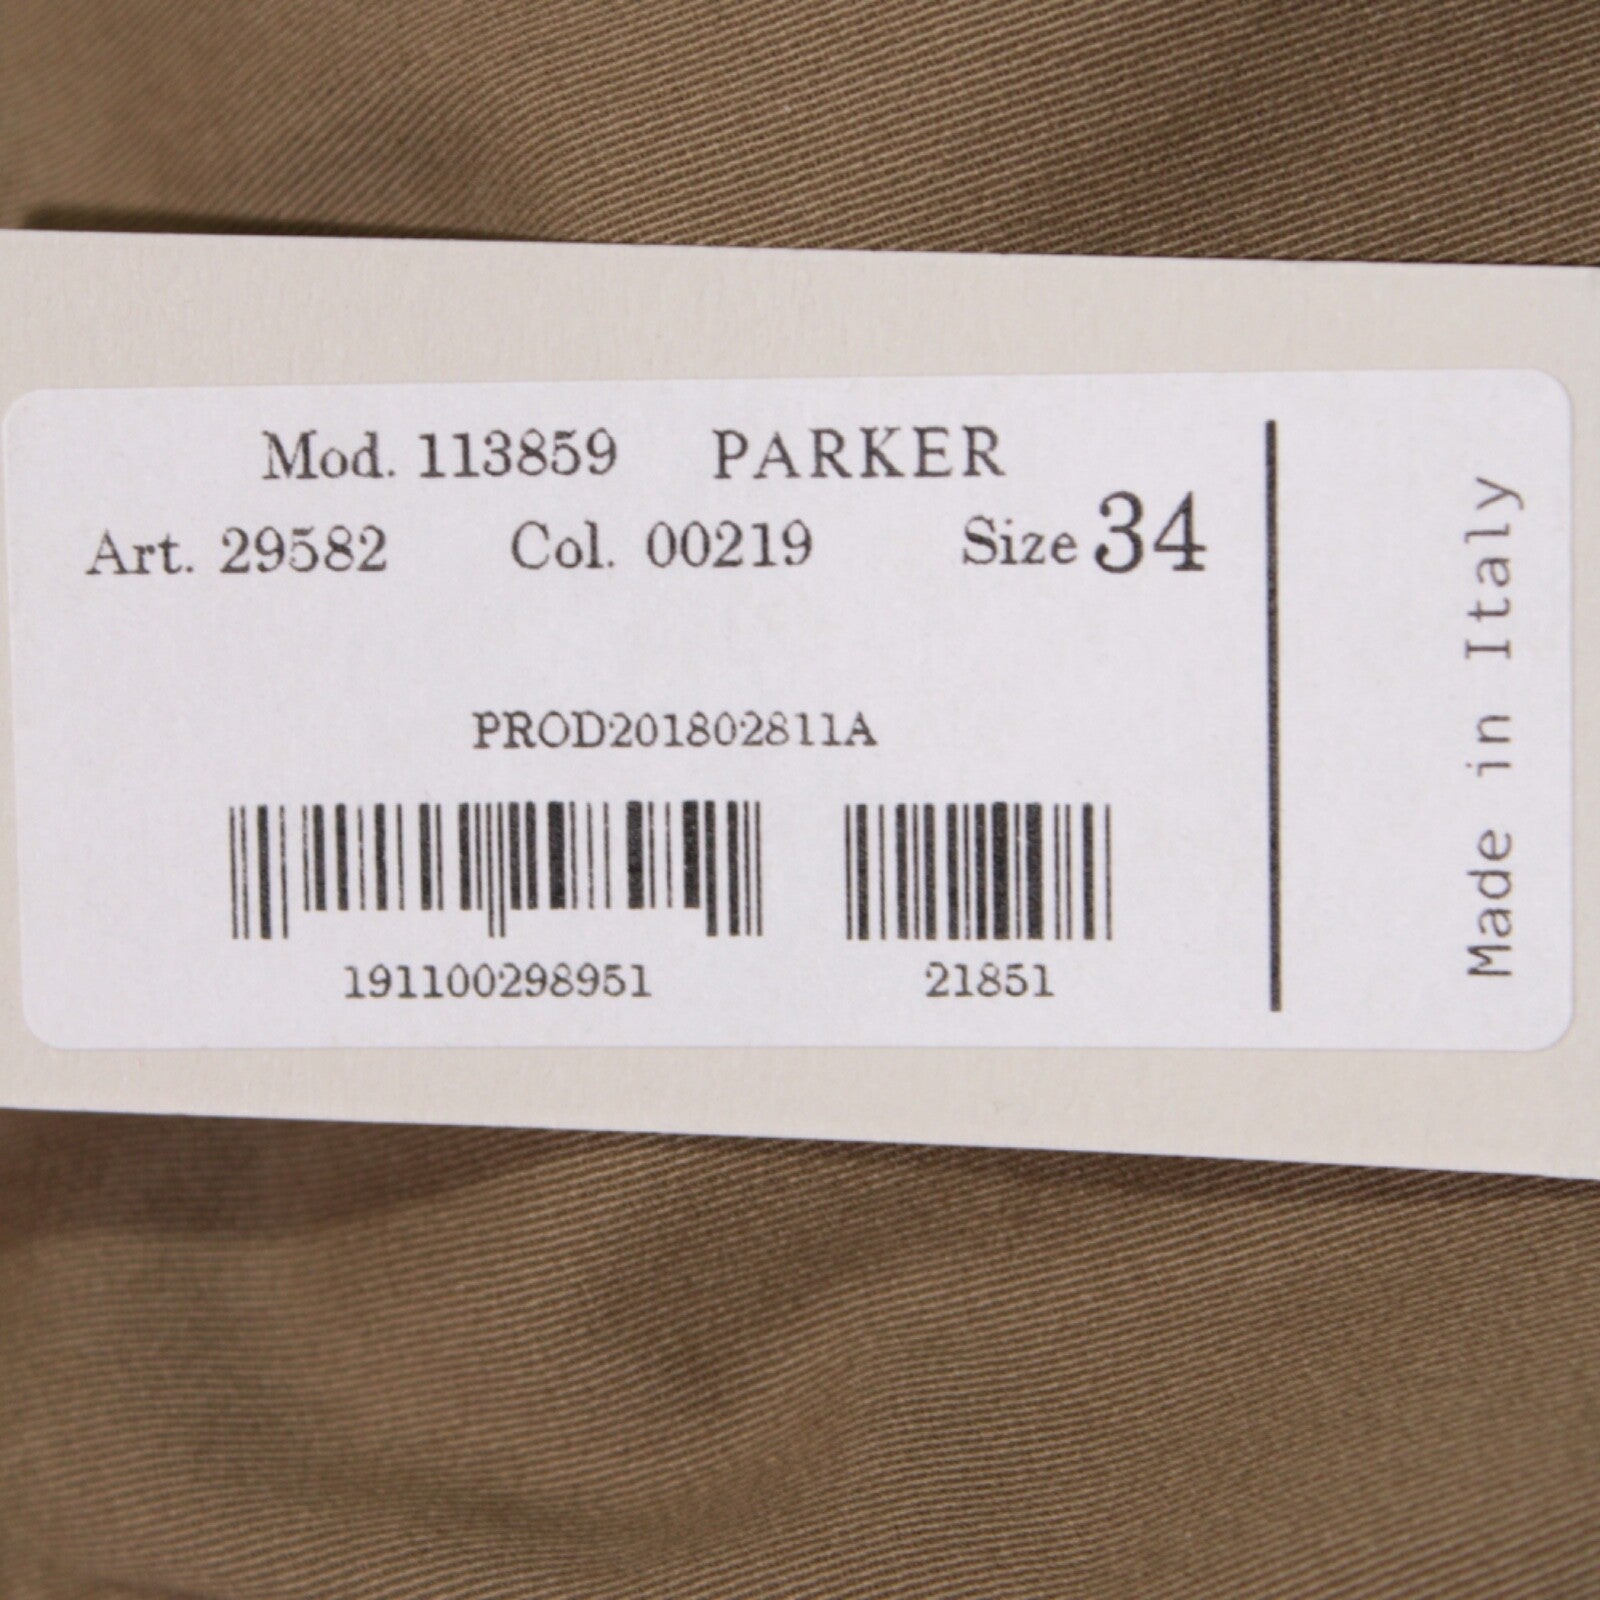 Mod. 113859 PARKER
Art. 29582 Col. 00219 Size 34
PROD201802811A
191100298951 21851
Made in Italy